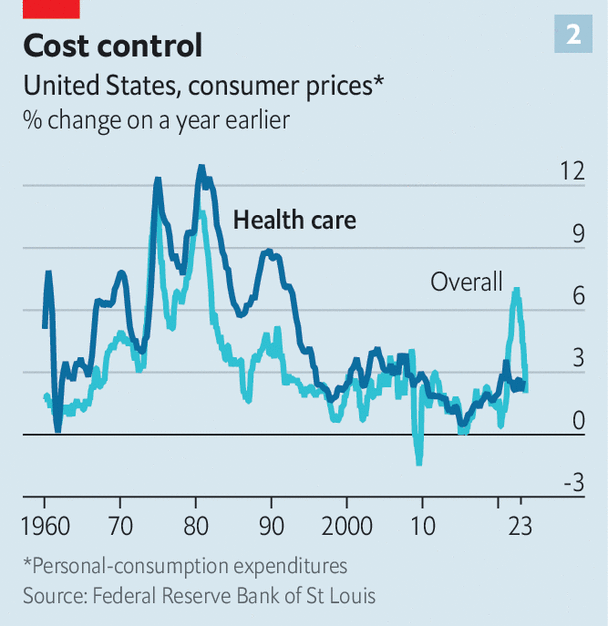 2
Cost control
United States, consumer prices*
% change on a year earlier
12
Health care
9
Overall
6
3
0
-3
1960 70 80 90 2000 10 23
*Personal-consumption expenditures
Source: Federal Reserve Bank of St Louis